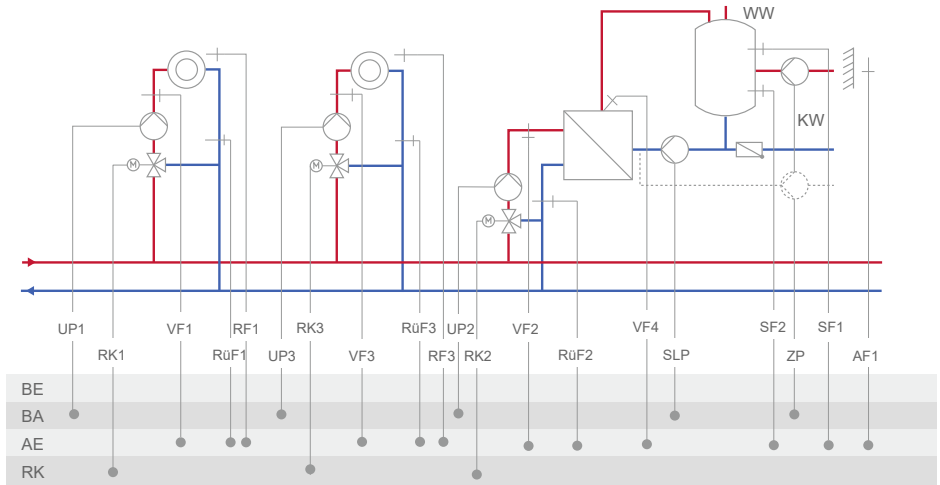 WW
KW
M
M
M
UP1 VF1 RF1 RK3 RüF3 UP2 VF2 VF4 SF2 SF1
RK1 RüF1 UP3 VF3 RF3 RK2 RüF2 SLP ZP AF1
BE
BA
AE
RK